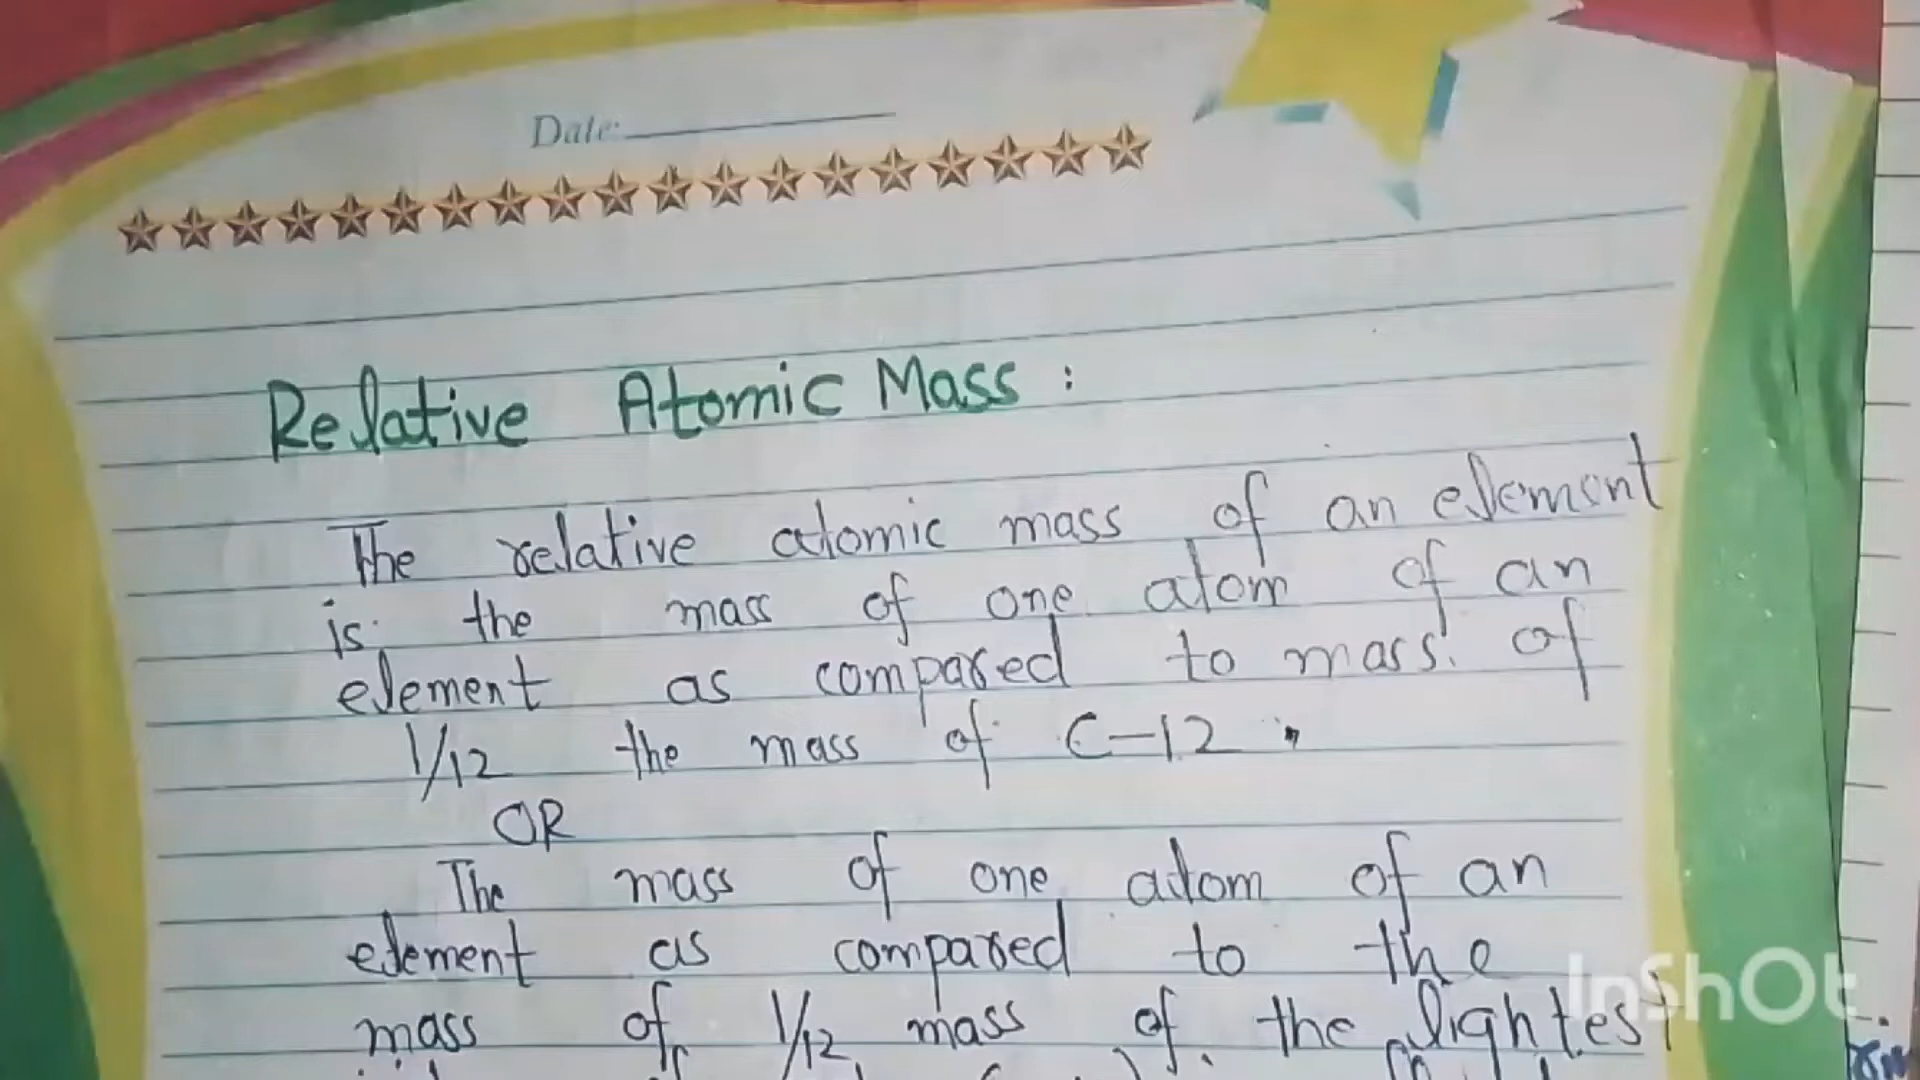 Date:
Relative Atomic Mass :
The relative atomic mass of an element
is the mass of one atom of an
element as compared to mass of
1/12 the mass of C-12.
OR
The mass of one atom of an
element as compared to the
mass of 1/12 mass of the lightest
InShOt